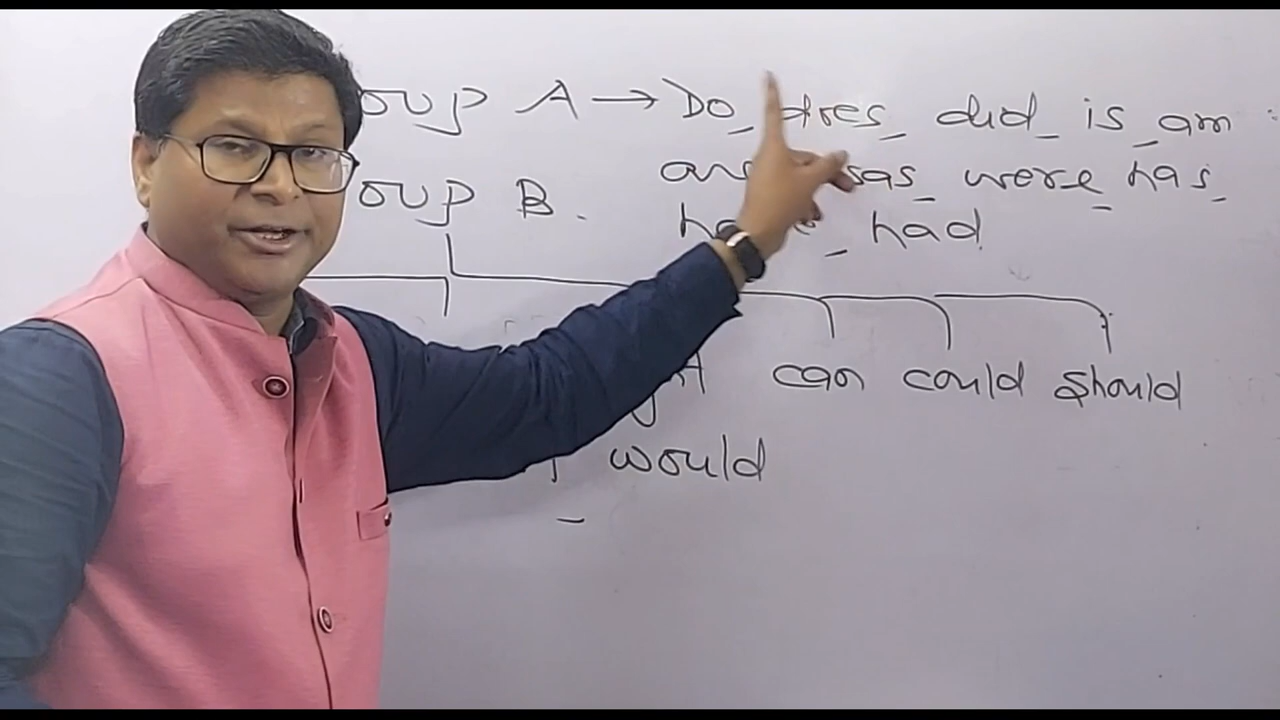 oup A → Do does did is am
are was were has
have had
oup B.
can could should
would